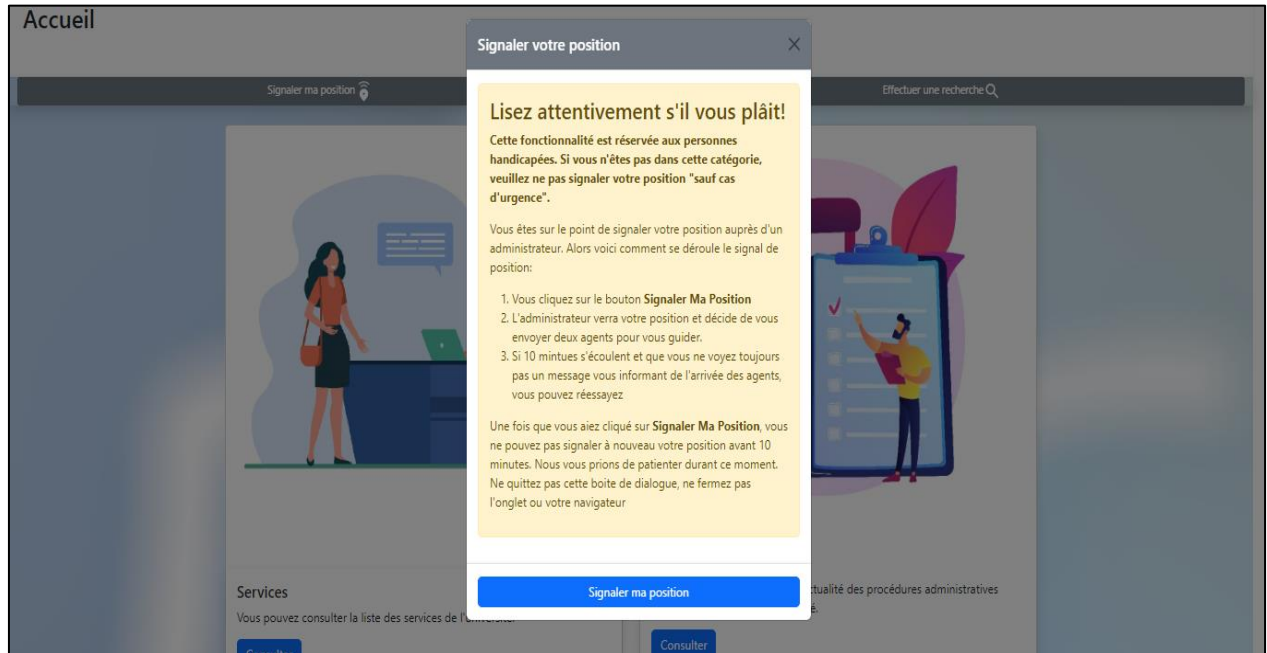 Accueil
Signaler ma position
Effectuer une recherche
Signaler votre position
Lisez attentivement s'il vous plâit!
Cette fonctionnalité est réservée aux personnes
handicapées. Si vous n'êtes pas dans cette catégorie,
veuillez ne pas signaler votre position "sauf cas
d'urgence".
Vous êtes sur le point de signaler votre position auprès d'un
administrateur. Alors voici comment se déroule le signal de
position:
1. Vous cliquez sur le bouton Signaler Ma Position
2. L'administrateur verra votre position et décide de vous
envoyer deux agents pour vous guider.
3. Si 10 mintues s'écoulent et que vous ne voyez toujours
pas un message vous informant de l'arrivée des agents,
vous pouvez réessayez
Une fois que vous aiez cliqué sur Signaler Ma Position, vous
ne pouvez pas signaler à nouveau votre position avant 10
minutes. Nous vous prions de patienter durant ce moment.
Ne quittez pas cette boite de dialogue, ne fermez pas
l'onglet ou votre navigateur
Signaler ma position
Services
Vous pouvez consulter la liste des services de
des procédures administratives
Consulter